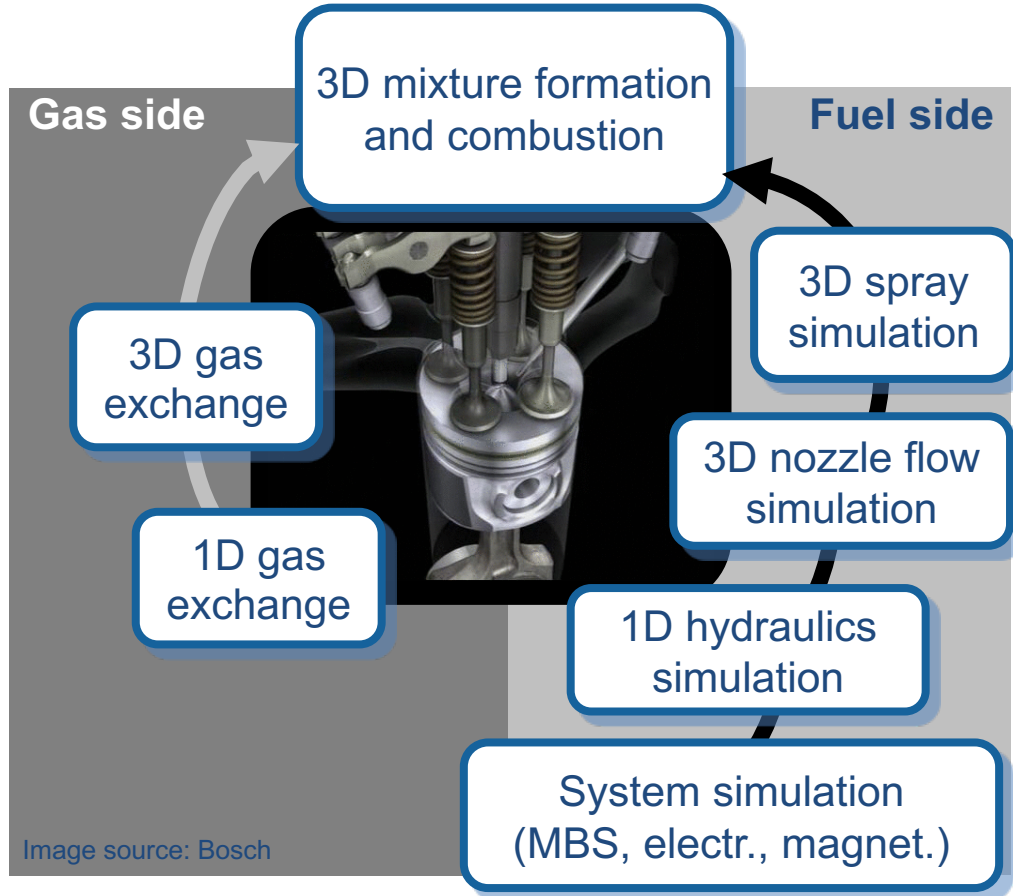 3D mixture formation
and combustion
Gas side
Fuel side
3D gas
exchange
1D gas
exchange
3D spray
simulation
3D nozzle flow
simulation
1D hydraulics
simulation
System simulation
(MBS, electr., magnet.)
Image source: Bosch